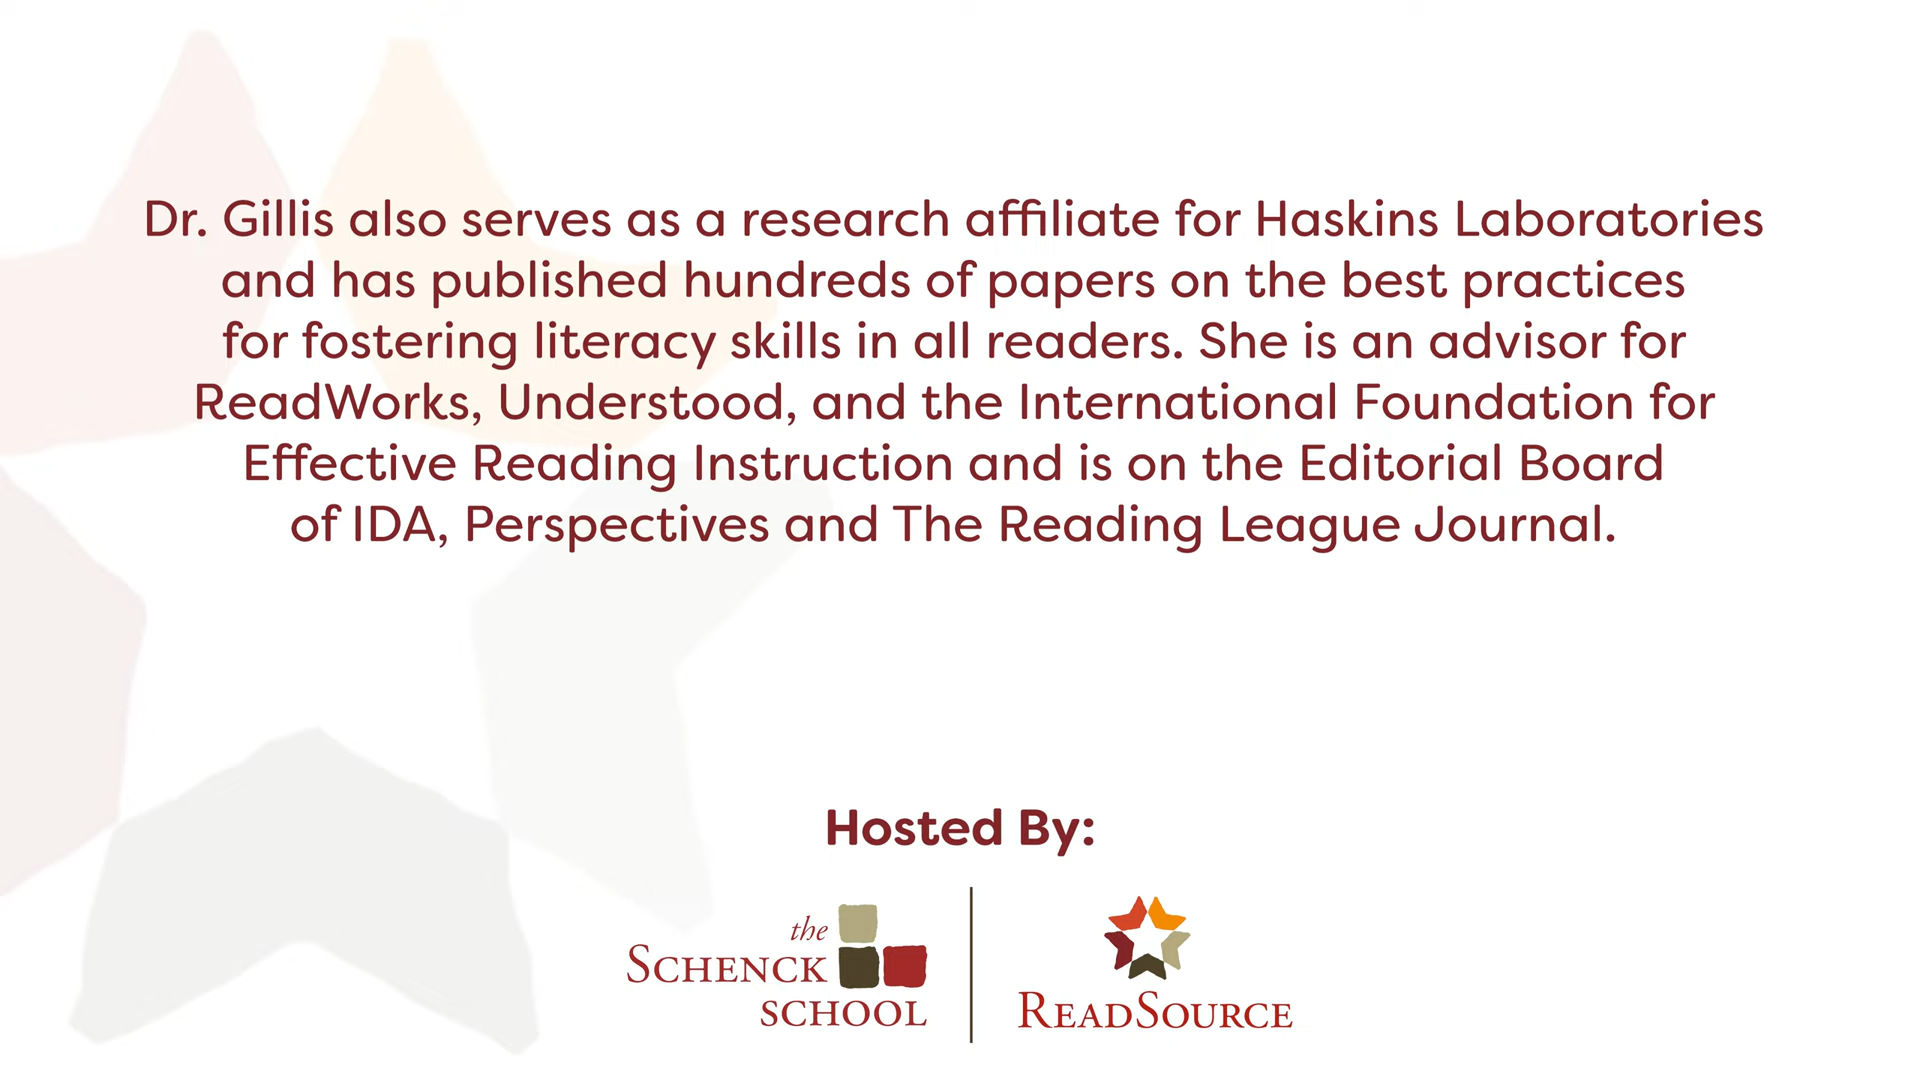 Dr. Gillis also serves as a research affiliate for Haskins Laboratories
and has published hundreds of papers on the best practices
for fostering literacy skills in all readers. She is an advisor for
ReadWorks, Understood, and the International Foundation for
Effective Reading Instruction and is on the Editorial Board
of IDA, Perspectives and The Reading League Journal.
Hosted By:
the
SCHENCK
SCHOOL
READSOURCE